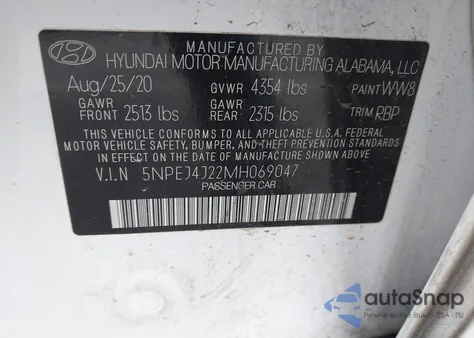 MANUFACTURED BY
HYUNDAI MOTOR MANUFACTURING ALABAMA, LLC
Aug/25/20 GVWR 4354 lbs PAINT WW8
GAWR FRONT 2513 lbs GAWR REAR 2315 lbs TRIM RBP
THIS VEHICLE CONFORMS TO ALL APPLICABLE U.S.A. FEDERAL
MOTOR VEHICLE SAFETY, BUMPER, AND THEFT PREVENTION STANDARDS
IN EFFECT ON THE DATE OF MANUFACTURE SHOWN ABOVE.
V.I.N 5NPEJ4J22MH069047
PASSENGER CAR
autoSnap